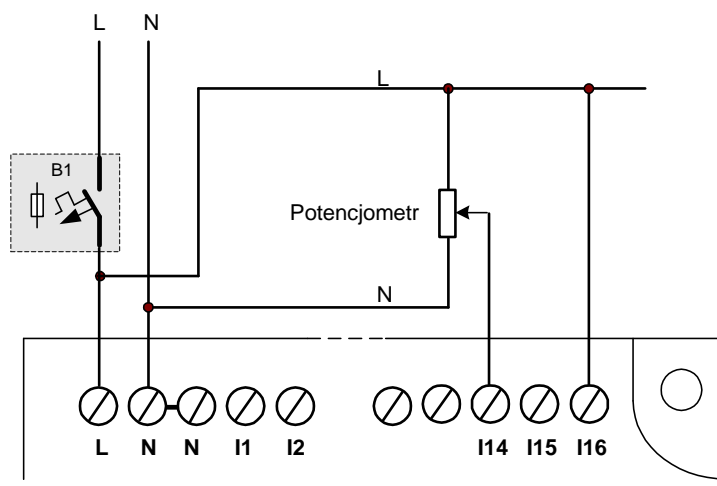 L N
L
B1
Potencjometr
N
L N N I1 I2 I14 I15 I16